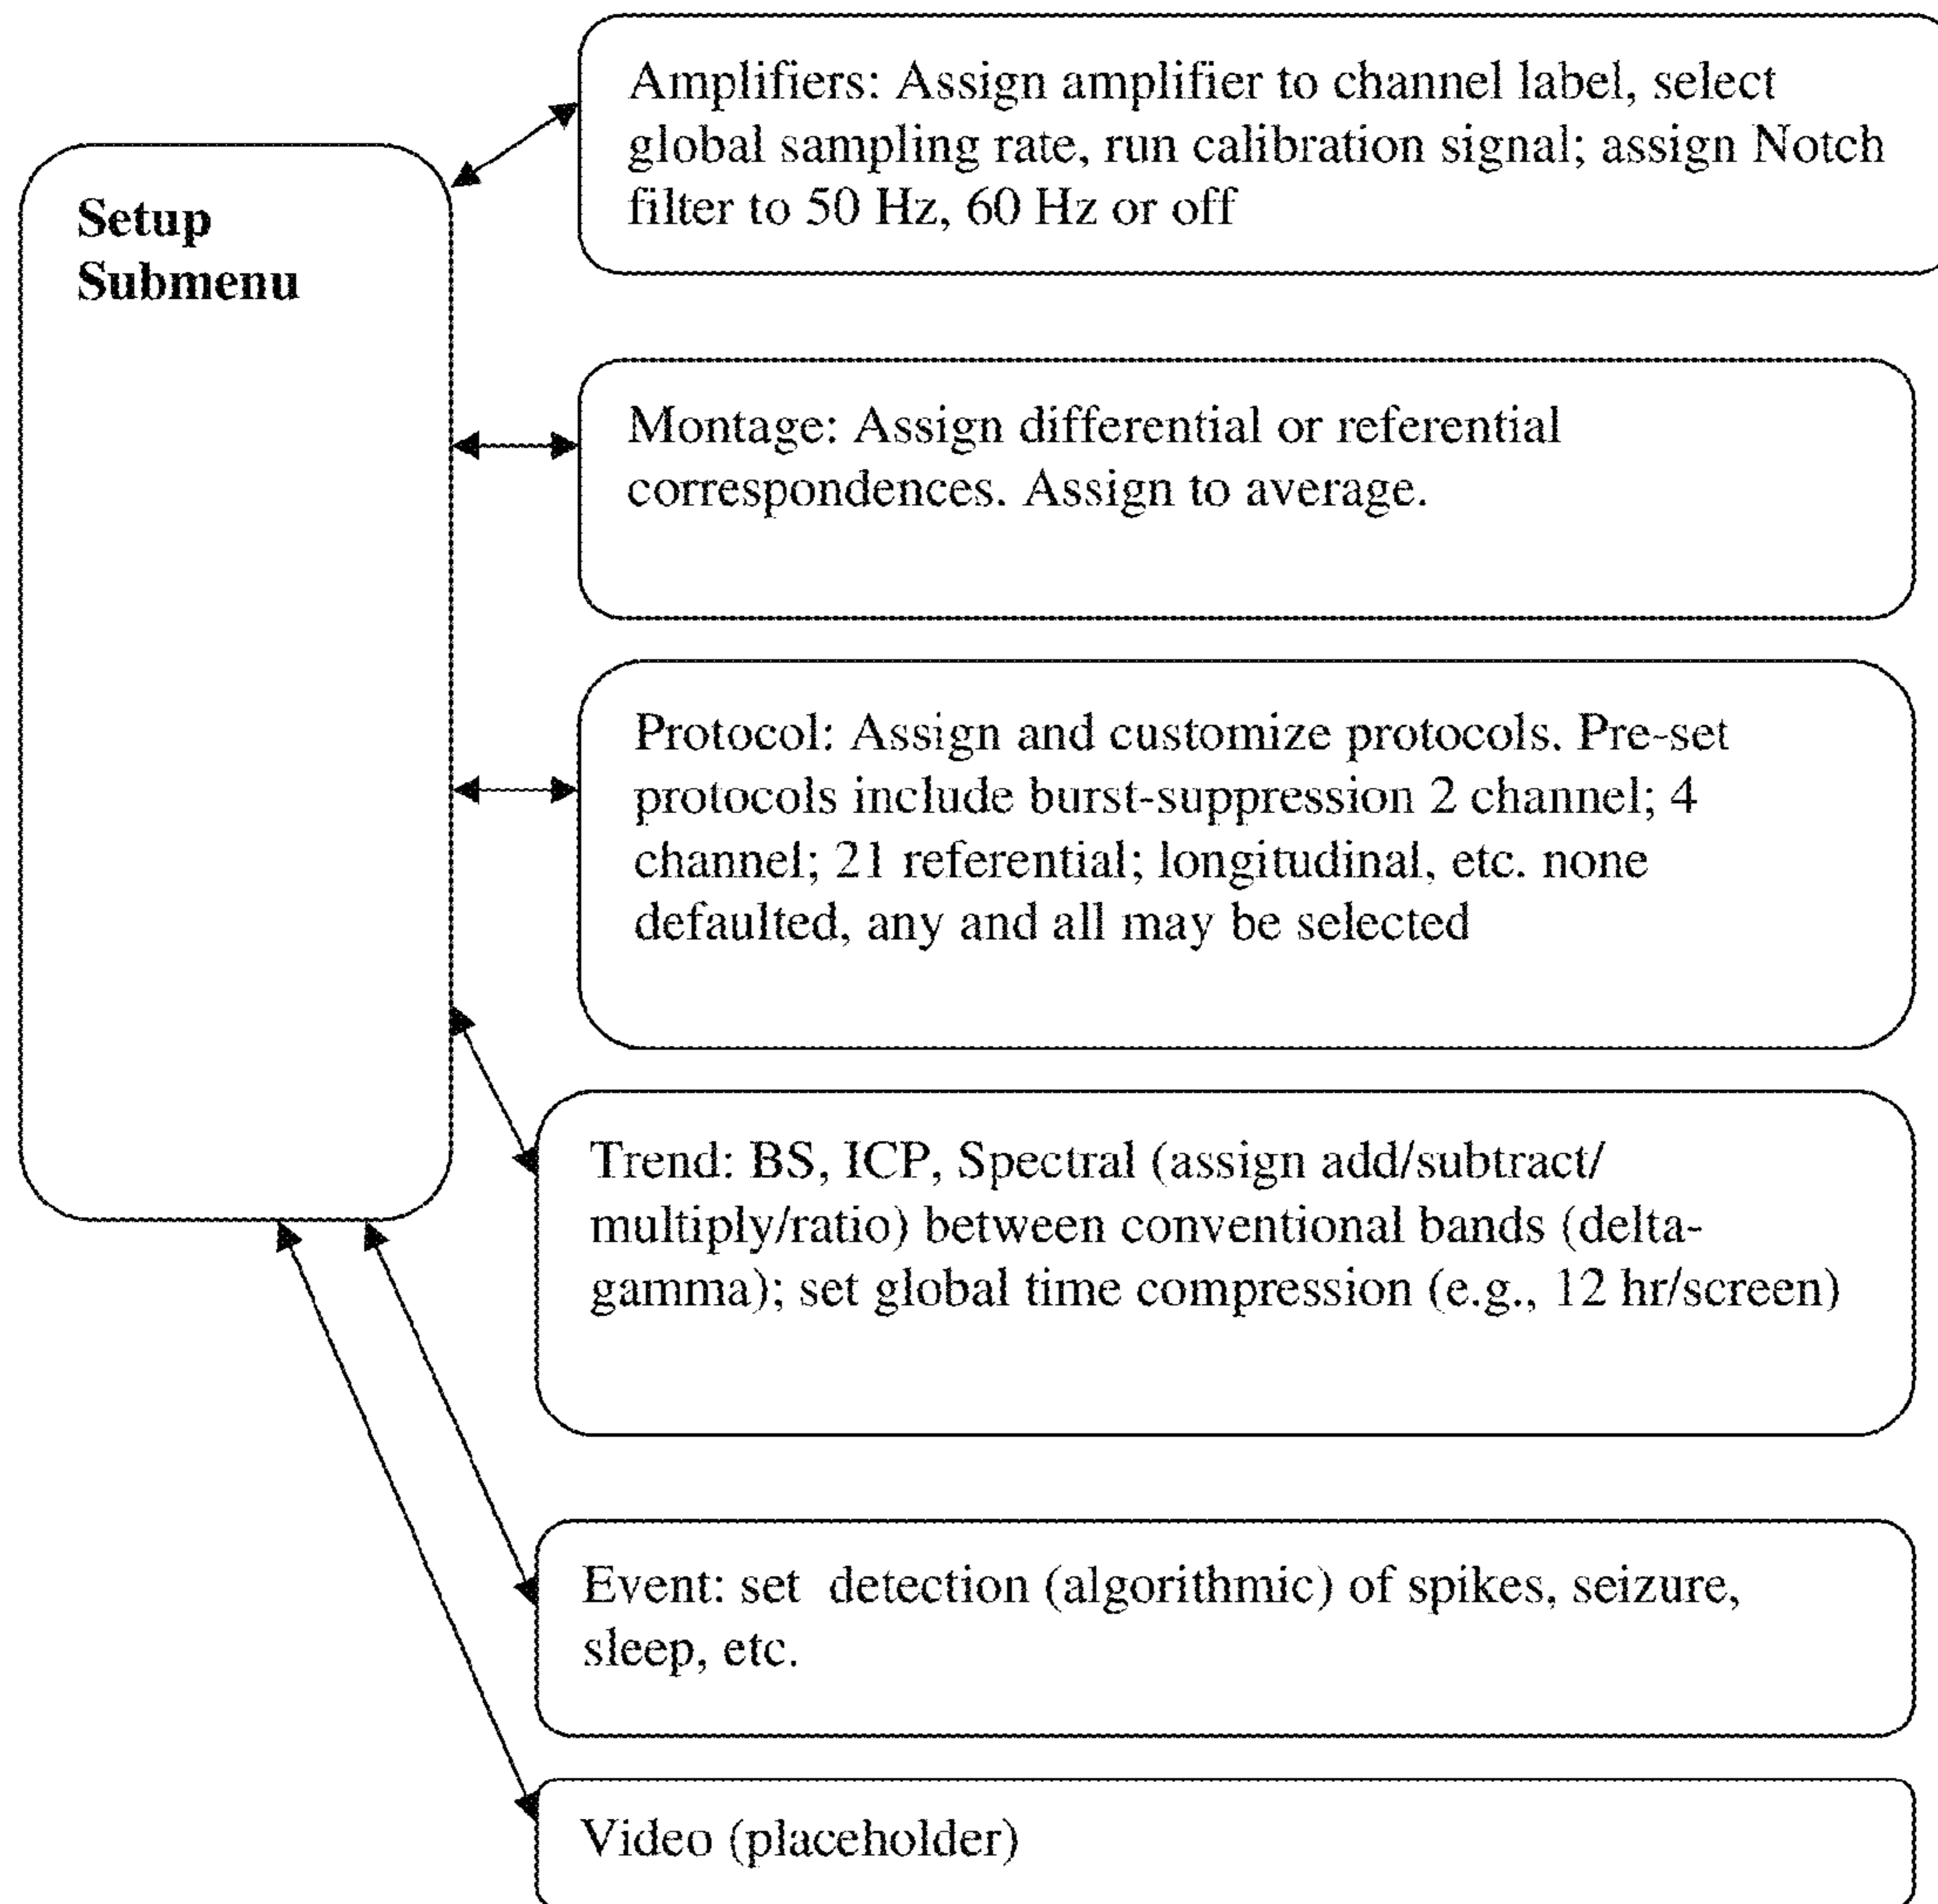 Setup
Submenu
Amplifiers: Assign amplifier to channel label, select
global sampling rate, run calibration signal; assign Notch
filter to 50 Hz, 60 Hz or off
Montage: Assign differential or referential
correspondences. Assign to average.
Protocol: Assign and customize protocols. Pre-set
protocols include burst-suppression 2 channel; 4
channel; 21 referential; longitudinal, etc. none
defaulted, any and all may be selected
Trend: BS, ICP, Spectral (assign add/subtract/
multiply/ratio) between conventional bands (delta-
gamma); set global time compression (e.g., 12 hr/screen)
Event: set  detection (algorithmic) of spikes, seizure,
sleep, etc.
Video (placeholder)